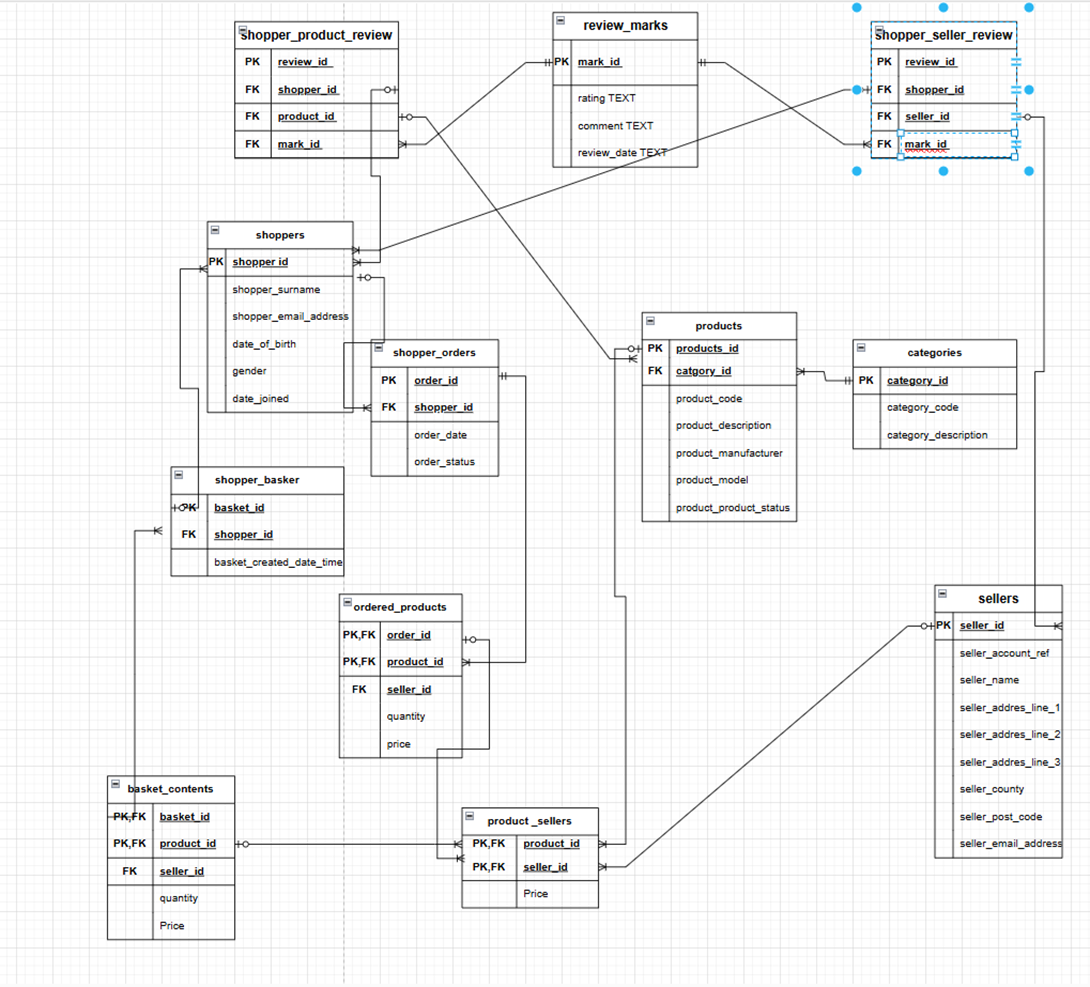 shopper_product_review
PK review_id
FK shopper_id
FK product_id
FK mark_id
review_marks
PK mark_id
rating TEXT
comment TEXT
review_date TEXT
shopper_seller_review
PK review_id
FK shopper_id
FK seller_id
FK mark_id
shoppers
PK shopper id
shopper_surname
shopper_email_address
date_of_birth
gender
date_joined
shopper_orders
PK order_id
FK shopper_id
order_date
order_status
products
PK products_id
FK catgory_id
product_code
product_description
product_manufacturer
product_model
product_product_status
categories
PK category_id
category_code
category_description
shopper_basker
PK basket_id
FK shopper_id
basket_created_date_time
ordered_products
PK,FK order_id
PK,FK product_id
FK seller_id
quantity
price
sellers
PK seller_id
seller_account_ref
seller_name
seller_addres_line_1
seller_addres_line_2
seller_addres_line_3
seller_county
seller_post_code
seller_email_address
basket_contents
PK,FK basket_id
PK,FK product_id
FK seller_id
quantity
Price
product _sellers
PK,FK product_id
PK,FK seller_id
Price